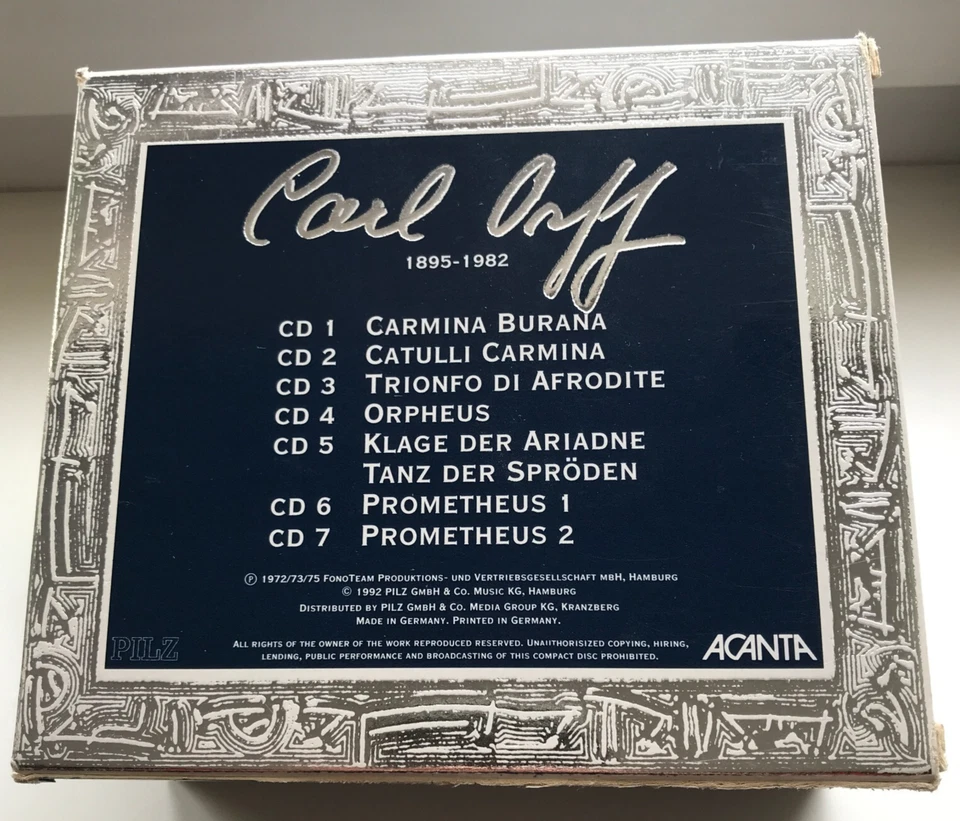 Carl Orff
1895-1982
CD 1 CARMINA BURANA
CD 2 CATULLI CARMINA
CD 3 TRIONFO DI AFRODITE
CD 4 ORPHEUS
CD 5 KLAGE DER ARIADNE
TANZ DER SPRÖDEN
CD 6 PROMETHEUS 1
CD 7 PROMETHEUS 2
℗ 1972/73/75 FONOTEAM PRODUKTIONS- UND VERTRIEBSGESELLSCHAFT MBH, HAMBURG
© 1992 PILZ GMBH & CO. MUSIC KG, HAMBURG
DISTRIBUTED BY PILZ GMBH & CO. MEDIA GROUP KG, KRANZBERG
MADE IN GERMANY. PRINTED IN GERMANY.
ALL RIGHTS OF THE OWNER OF THE WORK REPRODUCED RESERVED. UNAUTHORISIZED COPYING, HIRING,
LENDING, PUBLIC PERFORMANCE AND BROADCASTING OF THIS COMPACT DISC PROHIBITED.
PILZ
ACANTA